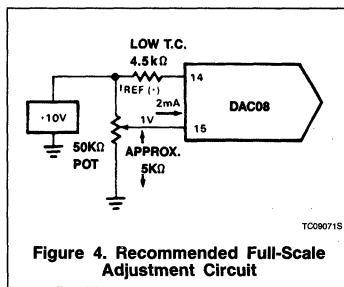 LOW T.C.
4.5kΩ
14
IREF (·)
2mA
DAC08
·10V
1V
15
50KΩ
POT
APPROX.
5KΩ
TC09071S
Figure 4. Recommended Full-Scale
Adjustment Circuit